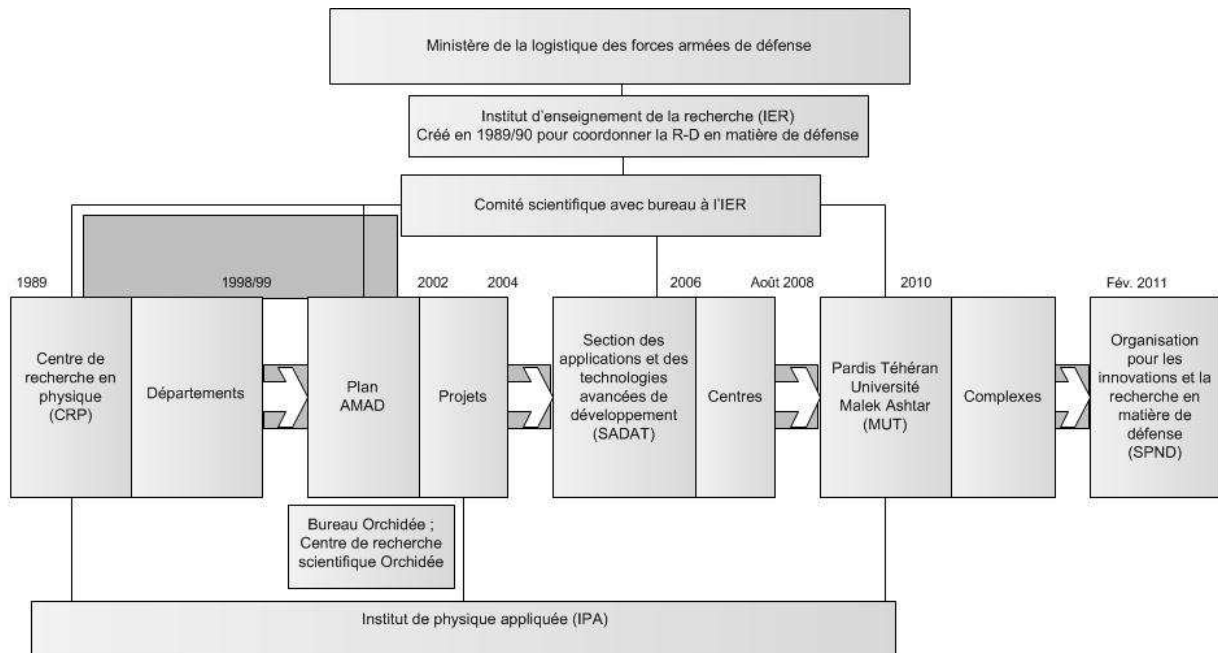 Ministère de la logistique des forces armées de défense
Institut d'enseignement de la recherche (IER)
Créé en 1989/90 pour coordonner la R-D en matière de défense
Comité scientifique avec bureau à l'IER
1989
1998/99
2002
2004
2006
Août 2008
2010
Fév. 2011
Centre de
recherche en
physique
(CRP)
Départements
Plan
AMAD
Projets
Section des
applications et des
technologies
avancées de
développement
(SADAT)
Centres
Pardis Téhéran
Université
Malek Ashtar
(MUT)
Complexes
Organisation
pour les
innovations et la
recherche en
matière de
défense
(SPND)
Bureau Orchidée ;
Centre de recherche
scientifique Orchidée
Institut de physique appliquée (IPA)